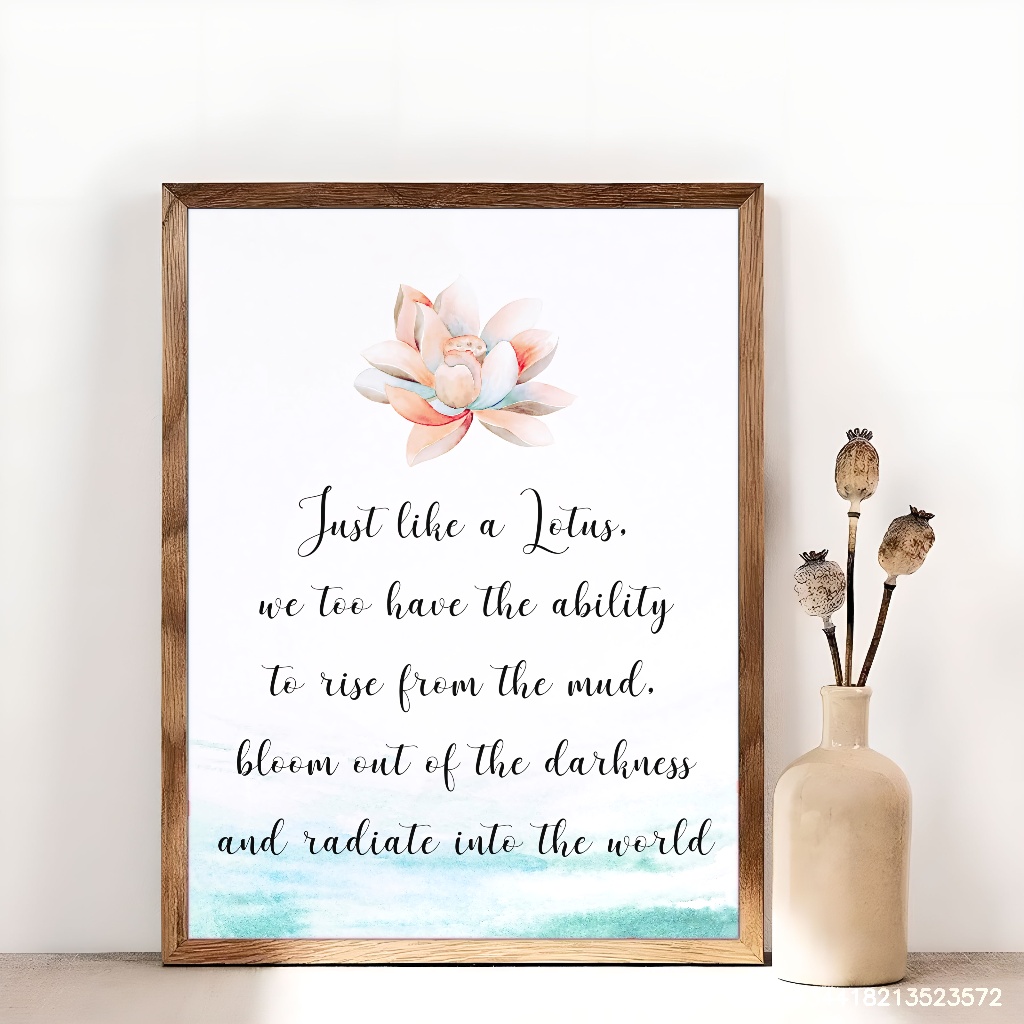 Just like a Lotus,
we too have the ability
to rise from the mud,
bloom out of the darkness
and radiate into the world
18213523572